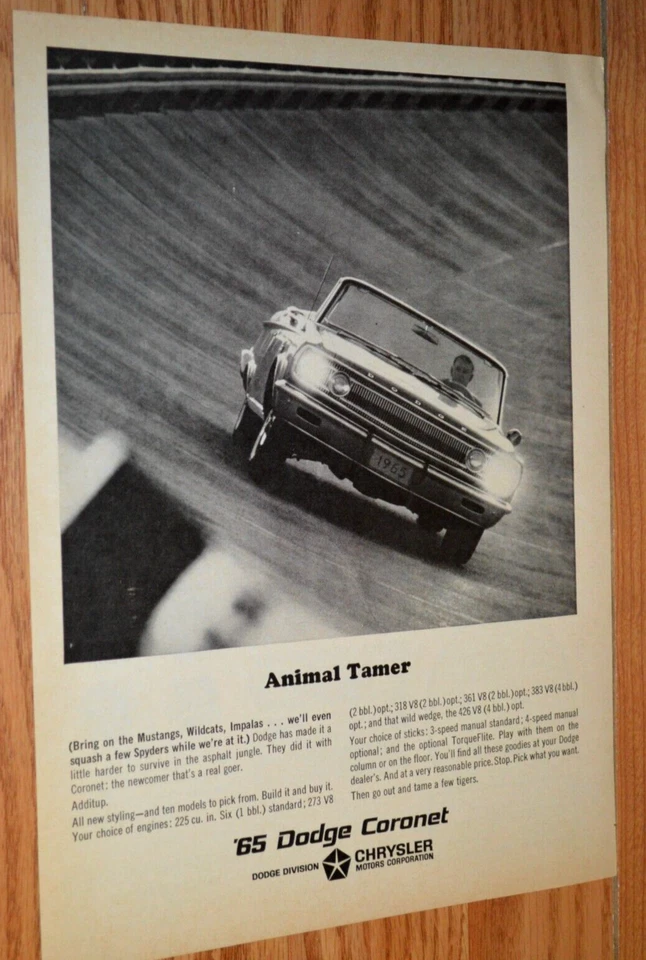 DODGE
1965
Animal Tamer
(Bring on the Mustangs, Wildcats, Impalas . . . we'll even
squash a few Spyders while we're at it.) Dodge has made it a
little harder to survive in the asphalt jungle. They did it with
Coronet: the newcomer that's a real goer.
Additup.
All new styling—and ten models to pick from. Build it and buy it.
Your choice of engines: 225 cu. in. Six (1 bbl.) standard; 273 V8
(2 bbl.) opt.; 318 V8 (2 bbl.) opt.; 361 V8 (2 bbl.) opt.; 383 V8 (4 bbl.)
opt.; and that wild wedge, the 426 V8 (4 bbl.) opt.
Your choice of sticks: 3-speed manual standard; 4-speed manual
optional; and the optional TorqueFlite. Play with them on the
column or on the floor. You'll find all these goodies at your Dodge
dealer's. And at a very reasonable price. Stop. Pick what you want.
Then go out and tame a few tigers.
'65 Dodge Coronet
DODGE DIVISION CHRYSLER
MOTORS CORPORATION